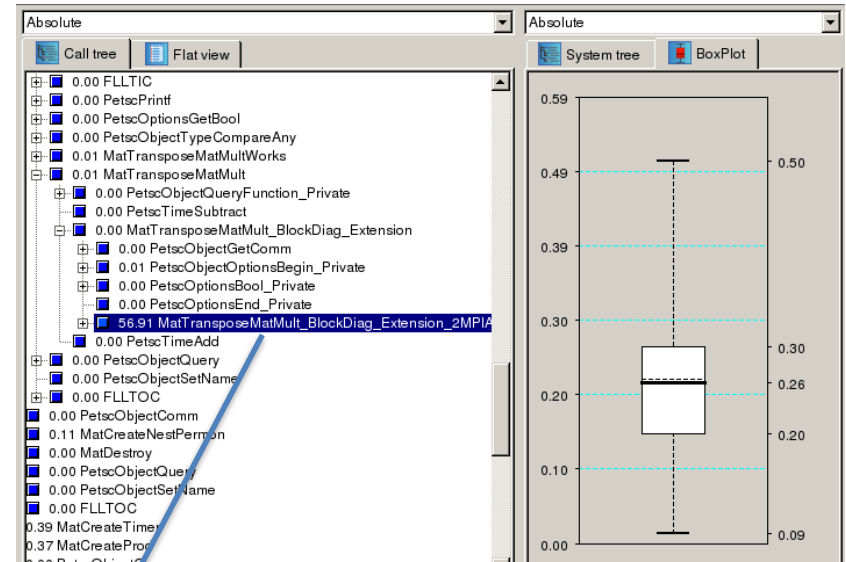 Absolute
Call tree
Flat view
0.00 FLLTIC
0.00 PetscPrintf
0.00 PetscOptionsGetBool
0.00 PetscObjectTypeCompareAny
0.01 MatTransposeMatMultWorks
0.01 MatTransposeMatMult
0.00 PetscObjectQueryFunction_Private
0.00 PetscTimeSubtract
0.00 MatTransposeMatMult_BlockDiag_Extension
0.00 PetscObjectGetComm
0.01 PetscObjectOptionsBegin_Private
0.00 PetscOptionsBool_Private
0.00 PetscOptionsEnd_Private
56.91 MatTransposeMatMult_BlockDiag_Extension_2MPIA
0.00 PetscTimeAdd
0.00 PetscObjectQuery
0.00 PetscObjectSetName
0.00 FLLTOC
0.00 PetscObjectComm
0.11 MatCreateNestPermon
0.00 MatDestroy
0.00 PetscObjectQuery
0.00 PetscObjectSetName
0.00 FLLTOC
0.39 MatCreateTimer
0.37 MatCreateProd
Absolute
System tree
BoxPlot
0.59
0.49
0.39
0.30
0.20
0.10
0.00
0.50
0.30
0.26
0.20
0.09